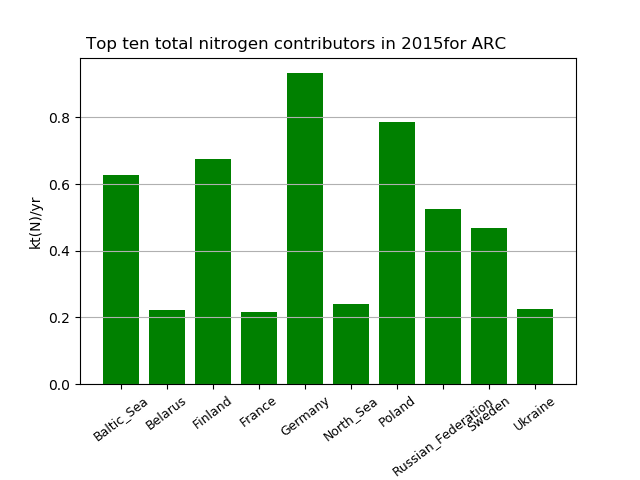 Top ten total nitrogen contributors in 2015for ARC
kt(N)/yr
0.8
0.6
0.4
0.2
0.0
Baltic_Sea
Belarus
Finland
France
Germany
North_Sea
Poland
Russian_Federation
Sweden
Ukraine